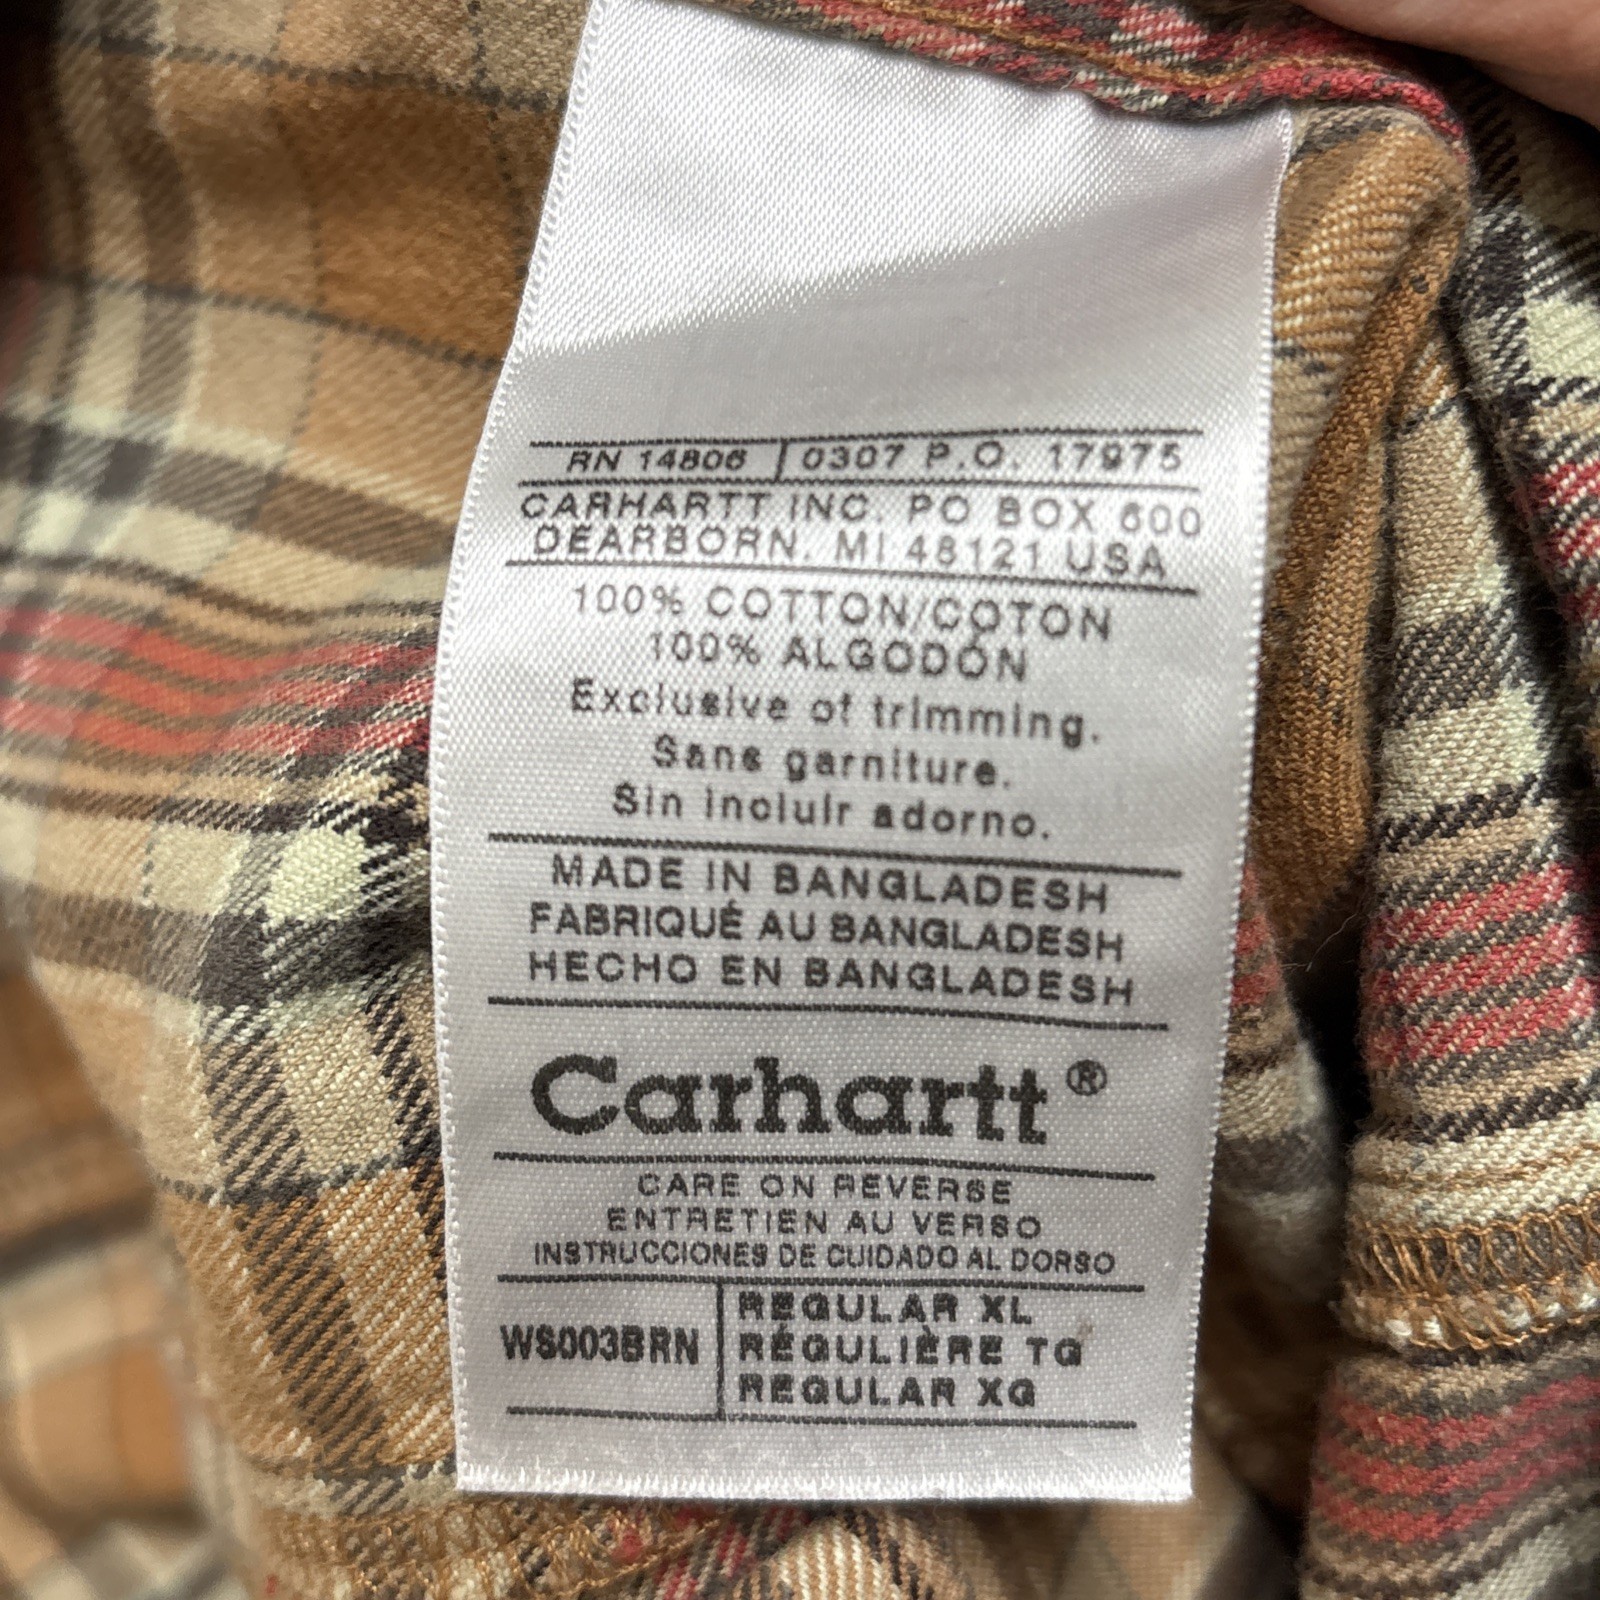 RN 14806 0307 P.O. 17975
CARHARTT INC. PO BOX 600
DEARBORN, MI 48121 USA
100% COTTON/COTON
100% ALGODÓN
Exclusive of trimming.
Sans garniture.
Sin incluir adorno.
MADE IN BANGLADESH
FABRIQUÉ AU BANGLADESH
HECHO EN BANGLADESH
Carhartt®
CARE ON REVERSE
ENTRETIEN AU VERSO
INSTRUCCIONES DE CUIDADO AL DORSO
WS003BRN
REGULAR XL
RÉGULIÈRE TG
REGULAR XG